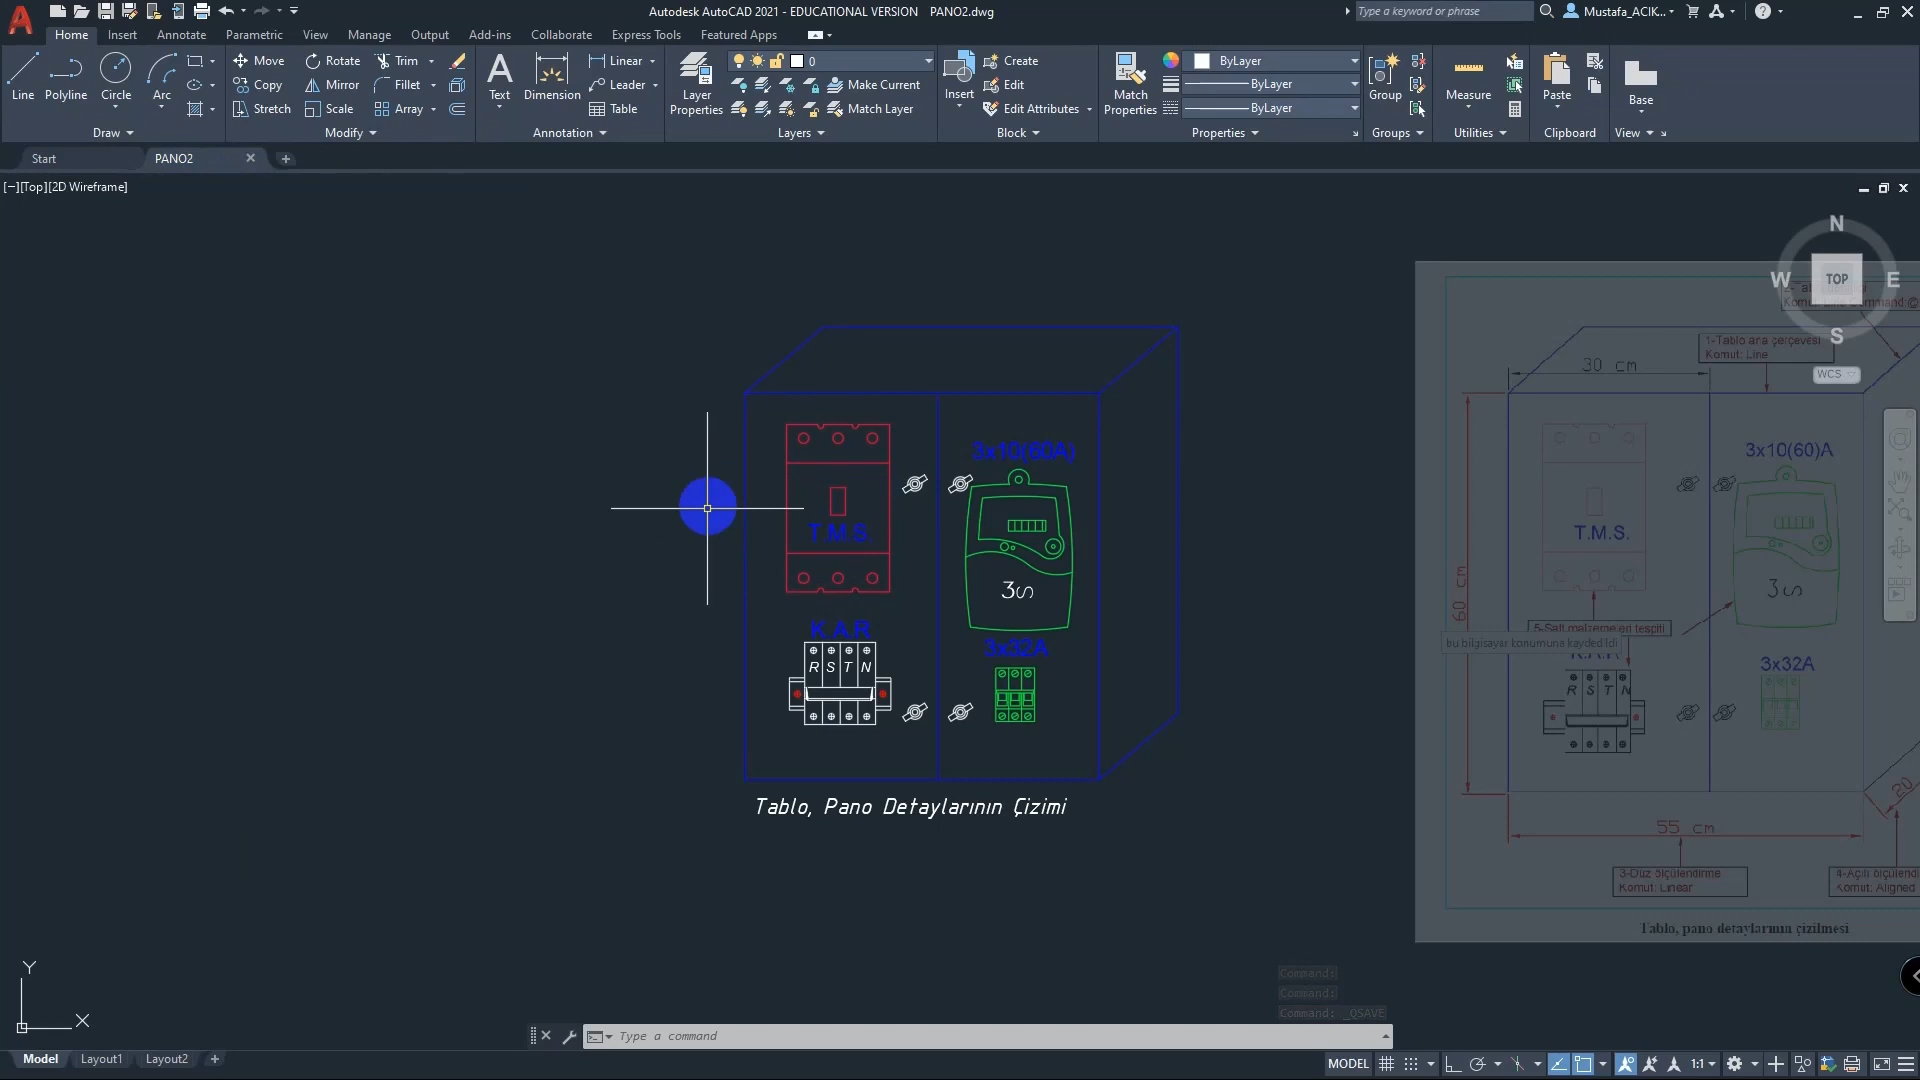 Autodesk AutoCAD 2021 - EDUCATIONAL VERSION PANO2.dwg
Type a keyword or phrase
Mustafa_ACIK...
Home Insert Annotate Parametric View Manage Output Add-ins Collaborate Express Tools Featured Apps
Line Polyline Circle Arc
Move Rotate Trim
Copy Mirror Fillet
Stretch Scale Array
Text Dimension
Linear
Leader
Table
Layer Properties
0
Make Current
Match Layer
Insert
Create
Edit
Edit Attributes
Match Properties
ByLayer
ByLayer
ByLayer
Group
Measure
Paste
Base
Draw Modify Annotation Layers Block Properties Groups Utilities Clipboard View
Start PANO2
[−][Top][2D Wireframe]
N
W TOP E
S
WCS
3x10(60A)
T.M.S.
3S
K.A.R
R S T N
3x32A
Tablo, Pano Detaylarının Çizimi
1-Tablo ana çerçevesi
Komut: Line
30 cm
3x10(60)A
T.M.S.
3S
60 cm
5-Şalt malzemeleri tespiti
bu bilgisayar konumuna kaydedildi
3x32A
R S T N
20
55 cm
3-Düz ölçülendirme
Komut: Linear
4-Açılı ölçülendi
Komut: Aligned
Tablo, pano detaylarının çizilmesi
Y
X
Command:
Command:
Command: _QSAVE
Type a command
Model Layout1 Layout2
MODEL 1:1